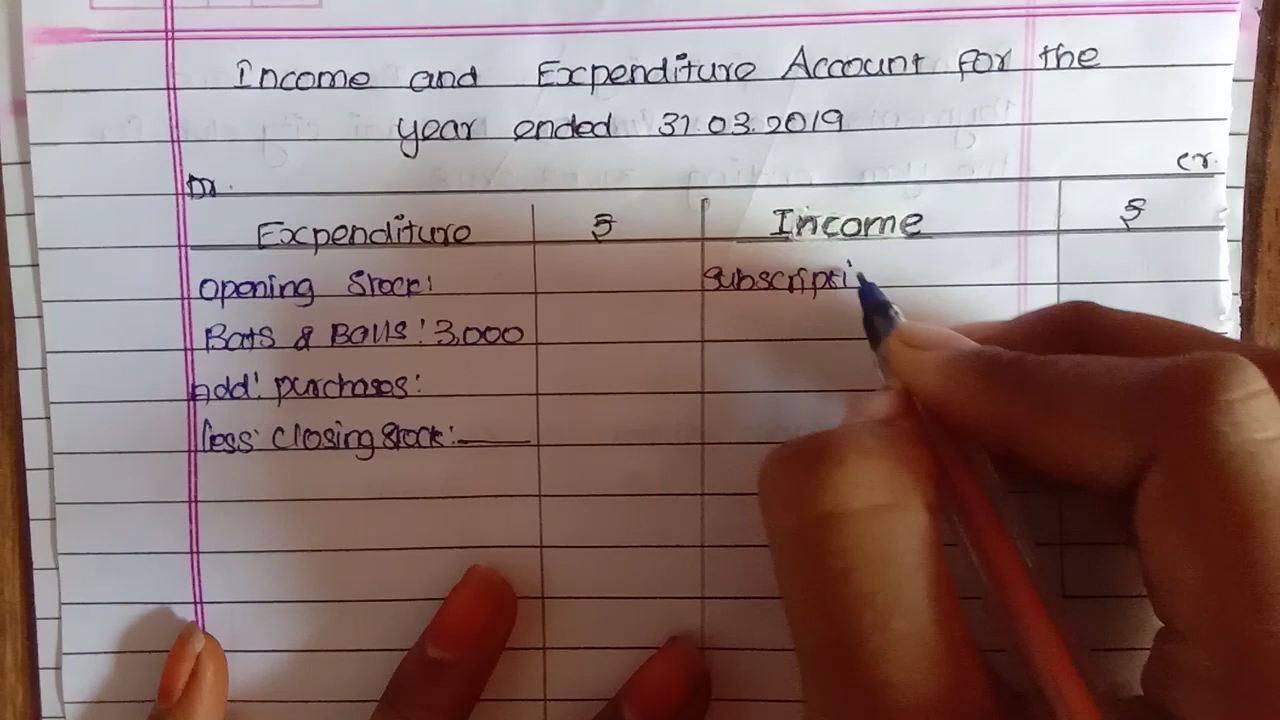 Income and Expenditure Account for the
year ended 31.03.2019
Dr. Cr.
Expenditure ₹ Income ₹
Opening Stock: Subscripti
Bats & Balls: 3,000
Add: purchases:
less: Closing Stock: